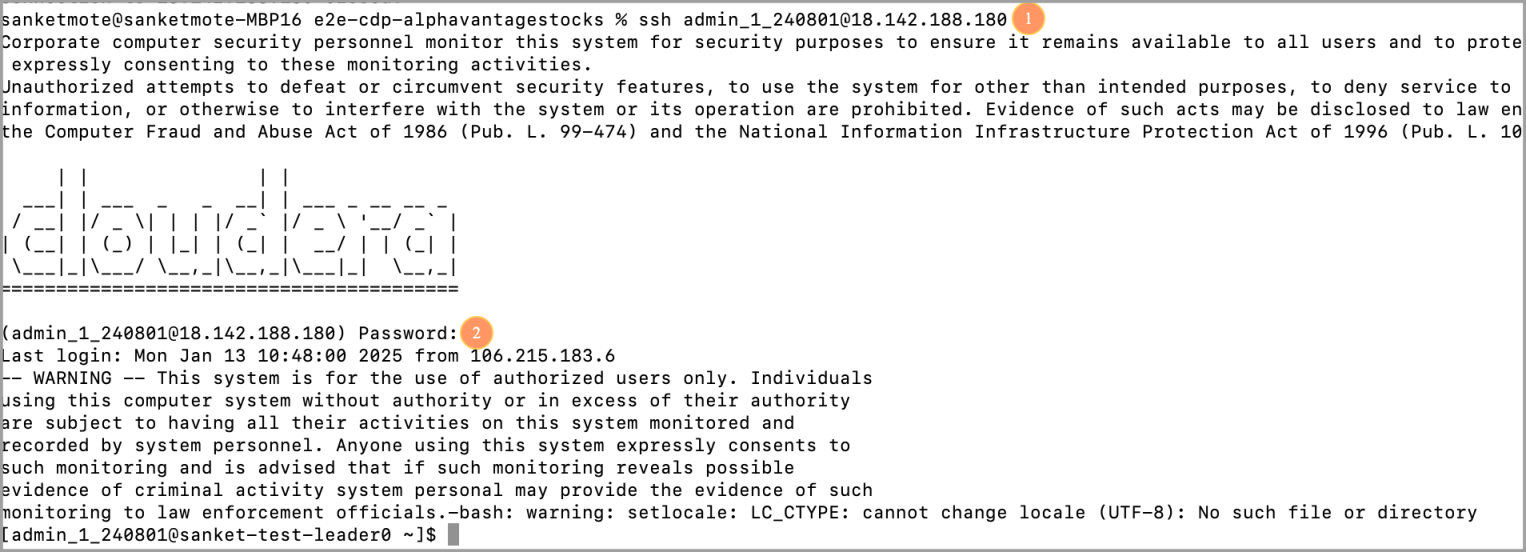 sanketmote@sanketmote-MBP16 e2e-cdp-alphavantagestocks % ssh admin_1_240801@18.142.188.180 1
Corporate computer security personnel monitor this system for security purposes to ensure it remains available to all users and to prote
expressly consenting to these monitoring activities.
Unauthorized attempts to defeat or circumvent security features, to use the system for other than intended purposes, to deny service to
information, or otherwise to interfere with the system or its operation are prohibited. Evidence of such acts may be disclosed to law en
the Computer Fraud and Abuse Act of 1986 (Pub. L. 99-474) and the National Information Infrastructure Protection Act of 1996 (Pub. L. 10
cloudera
=========================================
(admin_1_240801@18.142.188.180) Password: 2
Last login: Mon Jan 13 10:48:00 2025 from 106.215.183.6
-- WARNING -- This system is for the use of authorized users only. Individuals
using this computer system without authority or in excess of their authority
are subject to having all their activities on this system monitored and
recorded by system personnel. Anyone using this system expressly consents to
such monitoring and is advised that if such monitoring reveals possible
evidence of criminal activity system personal may provide the evidence of such
monitoring to law enforcement officials.-bash: warning: setlocale: LC_CTYPE: cannot change locale (UTF-8): No such file or directory
[admin_1_240801@sanket-test-leader0 ~]$